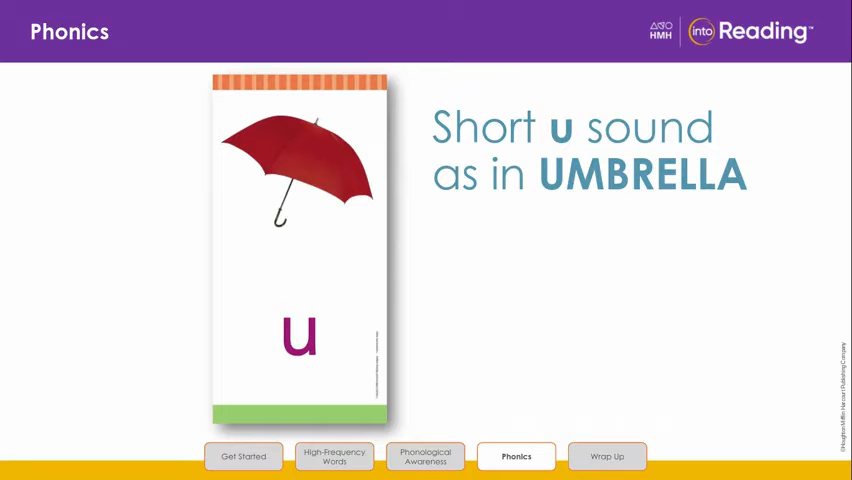 Phonics
HMH
into Reading™
Short u sound
as in UMBRELLA
u
©Houghton Mifflin Harcourt Publishing Company
Get Started
High-Frequency
Words
Phonological
Awareness
Phonics
Wrap Up